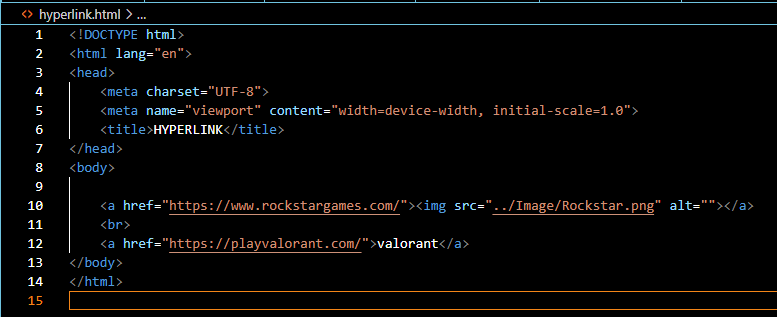 <> hyperlink.html > ...
1 <!DOCTYPE html>
2 <html lang="en">
3 <head>
4     <meta charset="UTF-8">
5     <meta name="viewport" content="width=device-width, initial-scale=1.0">
6     <title>HYPERLINK</title>
7 </head>
8 <body>
9
10     <a href="https://www.rockstargames.com/"><img src="../Image/Rockstar.png" alt=""></a>
11     <br>
12     <a href="https://playvalorant.com/">valorant</a>
13 </body>
14 </html>
15